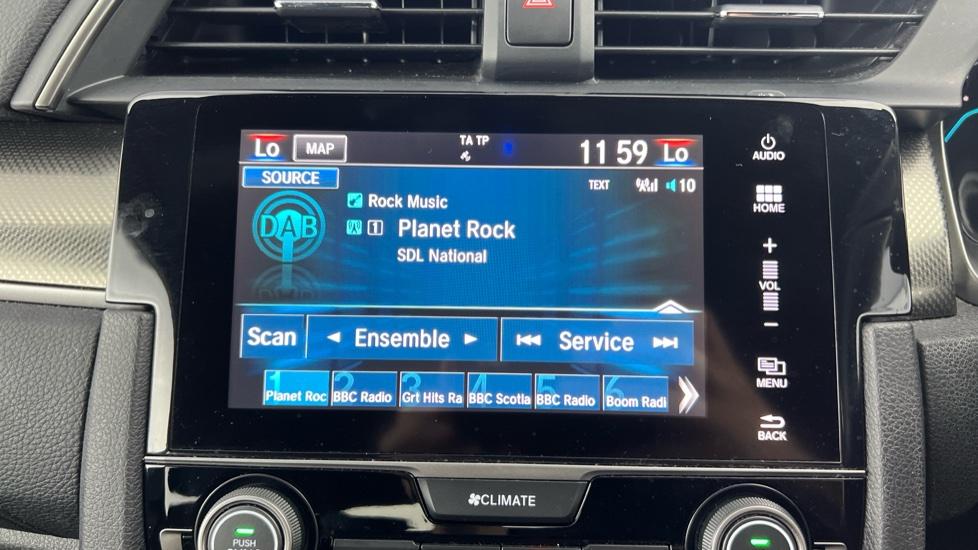 Lo MAP TA TP 11 59 Lo
AUDIO
SOURCE
TEXT 10
Rock Music
HOME
DAB
1 Planet Rock
SDL National
+
VOL
-
Scan Ensemble Service
MENU
1 2 3 4 5 6
Planet Roc BBC Radio Grt Hits Ra BBC Scotla BBC Radio Boom Radi
BACK
CLIMATE
PUSH